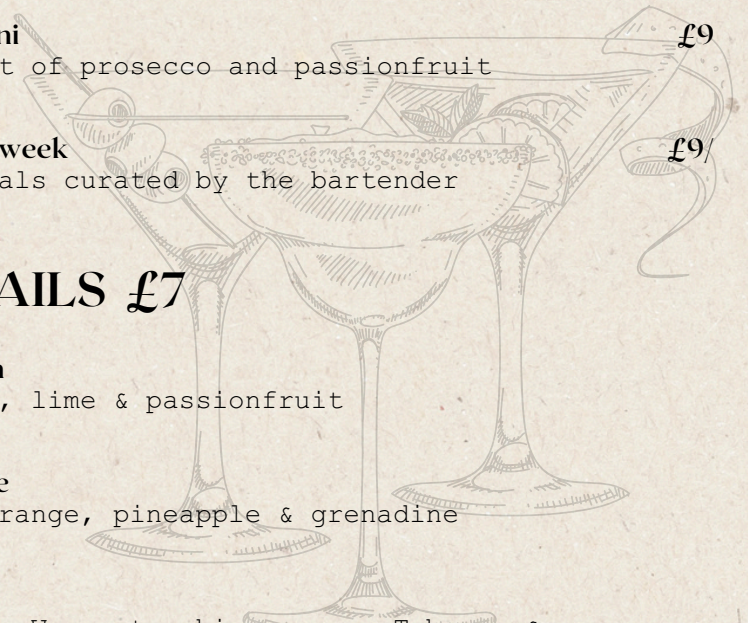 ni £9
t of prosecco and passionfruit
week £9/
als curated by the bartender
AILS £7
, lime & passionfruit
e
range, pineapple & grenadine